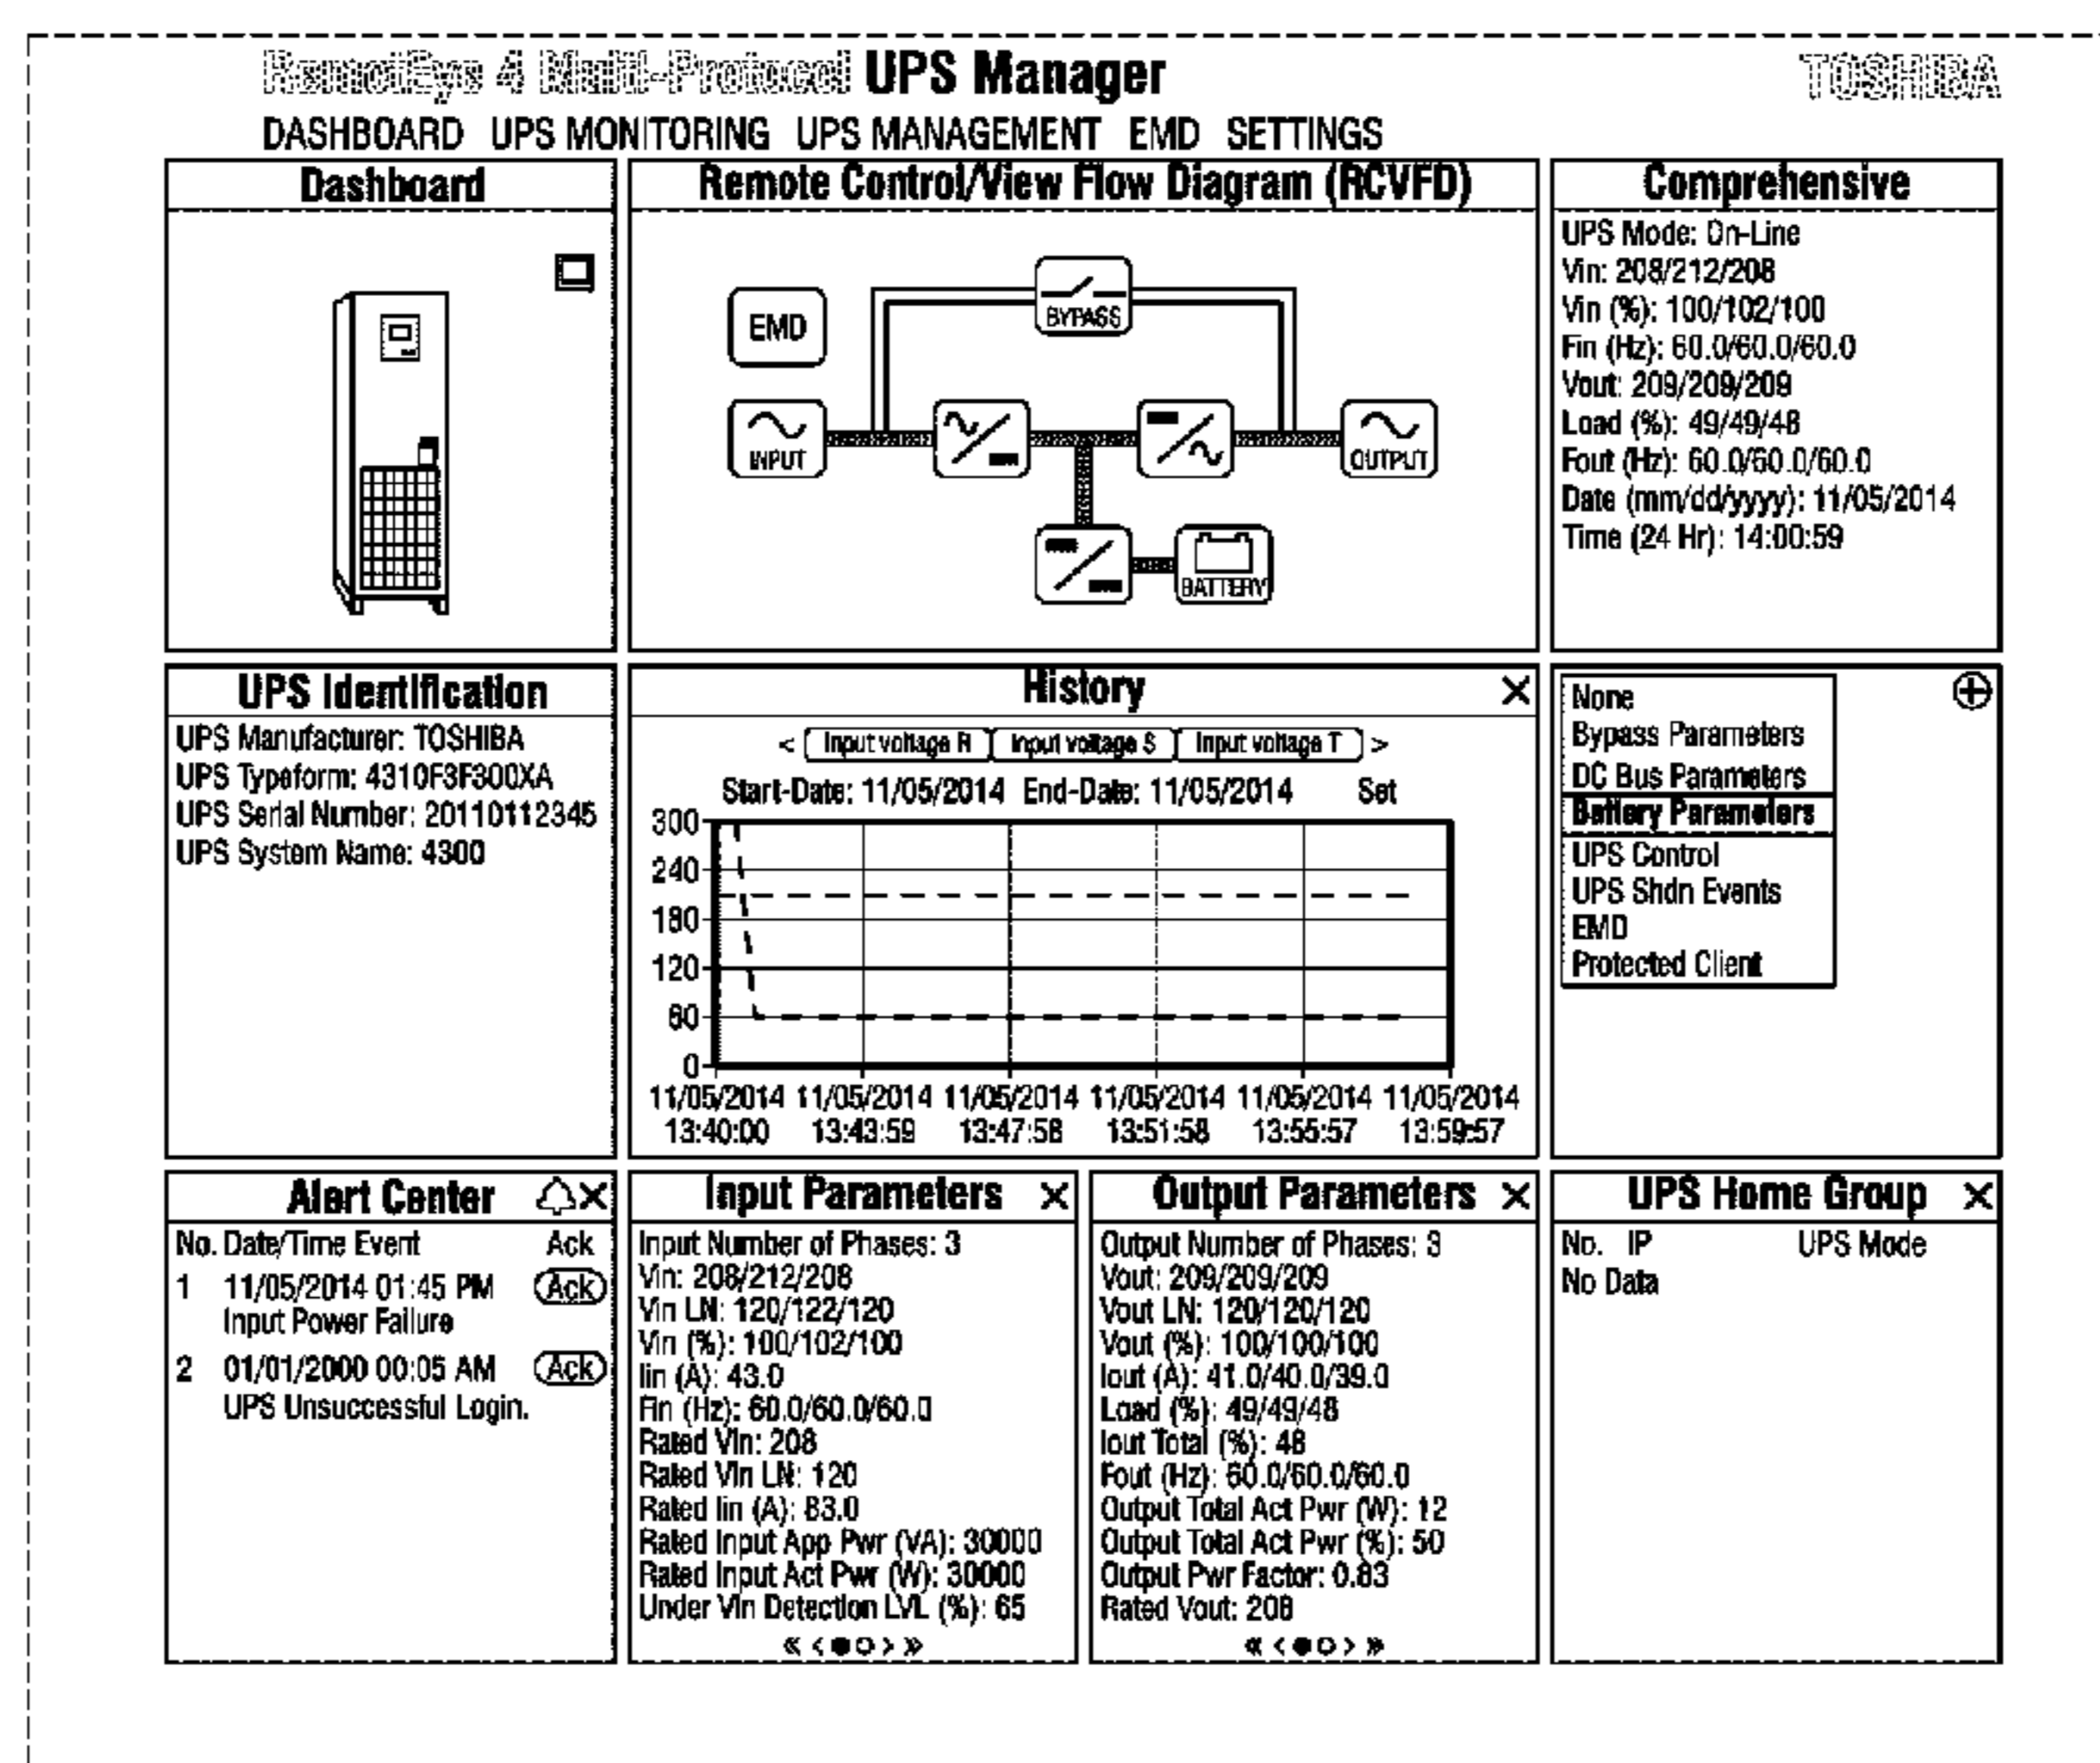 RemotEye 4 Multi-Protocol UPS Manager
TOSHIBA
DASHBOARD UPS MONITORING UPS MANAGEMENT EMD SETTINGS
Dashboard
Remote Control/View Flow Diagram (RCVFD)
EMD
BYPASS
INPUT
OUTPUT
BATTERY
Comprehensive
UPS Mode: On-Line
Vin: 208/212/208
Vin (%): 100/102/100
Fin (Hz): 60.0/60.0/60.0
Vout: 209/209/209
Load (%): 49/49/48
Fout (Hz): 60.0/60.0/60.0
Date (mm/dd/yyyy): 11/05/2014
Time (24 Hr): 14:00:59
UPS Identification
UPS Manufacturer: TOSHIBA
UPS Typeform: 4310F3F300XA
UPS Serial Number: 20110112345
UPS System Name: 4300
History
< Input voltage R Input voltage S Input voltage T >
Start-Date: 11/05/2014 End-Date: 11/05/2014 Set
300
240
180
120
60
0
11/05/2014 11/05/2014 11/05/2014 11/05/2014 11/05/2014 11/05/2014
13:40:00 13:43:59 13:47:58 13:51:58 13:55:57 13:59:57
None
Bypass Parameters
DC Bus Parameters
Battery Parameters
UPS Control
UPS Shdn Events
EMD
Protected Client
Alert Center
No. Date/Time Event Ack
1 11/05/2014 01:45 PM Ack
Input Power Failure
2 01/01/2000 00:05 AM Ack
UPS Unsuccessful Login.
Input Parameters
Input Number of Phases: 3
Vin: 208/212/208
Vin LN: 120/122/120
Vin (%): 100/102/100
Iin (A): 43.0
Fin (Hz): 60.0/60.0/60.0
Rated Vin: 208
Rated Vin LN: 120
Rated Iin (A): 83.0
Rated Input App Pwr (VA): 30000
Rated Input Act Pwr (W): 30000
Under Vin Detection LVL (%): 65
Output Parameters
Output Number of Phases: 3
Vout: 209/209/209
Vout LN: 120/120/120
Vout (%): 100/100/100
Iout (A): 41.0/40.0/39.0
Load (%): 49/49/48
Iout Total (%): 48
Fout (Hz): 60.0/60.0/60.0
Output Total Act Pwr (W): 12
Output Total Act Pwr (%): 50
Output Pwr Factor: 0.83
Rated Vout: 208
UPS Home Group
No. IP UPS Mode
No Data